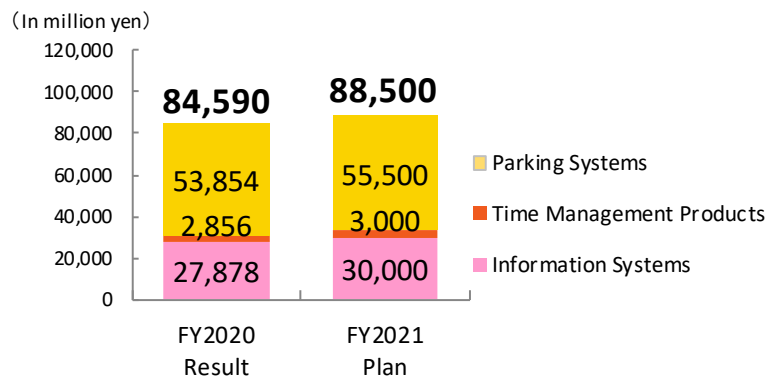 （In million yen）
120,000
100,000
80,000
60,000
40,000
20,000
0
84,590
88,500
53,854
55,500
2,856
3,000
27,878
30,000
FY2020
Result
FY2021
Plan
Parking Systems
Time Management Products
Information Systems